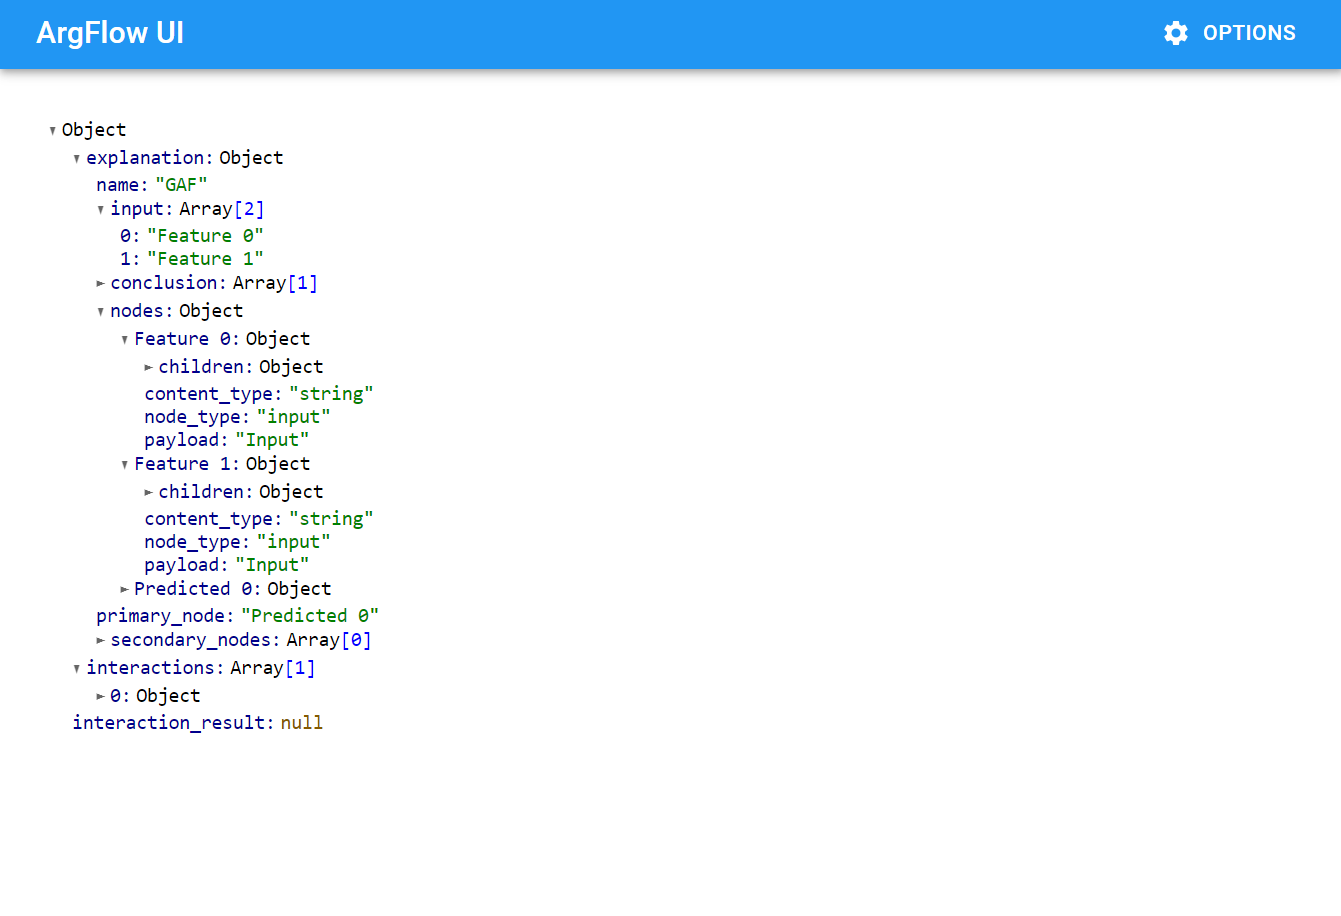 ArgFlow UI
OPTIONS
Object
explanation: Object
name: "GAF"
input: Array[2]
0: "Feature 0"
1: "Feature 1"
conclusion: Array[1]
nodes: Object
Feature 0: Object
children: Object
content_type: "string"
node_type: "input"
payload: "Input"
Feature 1: Object
children: Object
content_type: "string"
node_type: "input"
payload: "Input"
Predicted 0: Object
primary_node: "Predicted 0"
secondary_nodes: Array[0]
interactions: Array[1]
0: Object
interaction_result: null